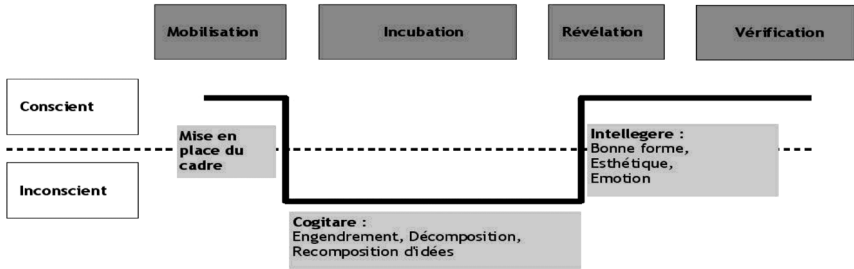 Mobilisation
Incubation
Révélation
Vérification
Conscient
Mise en
place du
cadre
Intellegere :
Bonne forme,
Esthétique,
Emotion
Inconscient
Cogitare :
Engendrement, Décomposition,
Recomposition d'idées